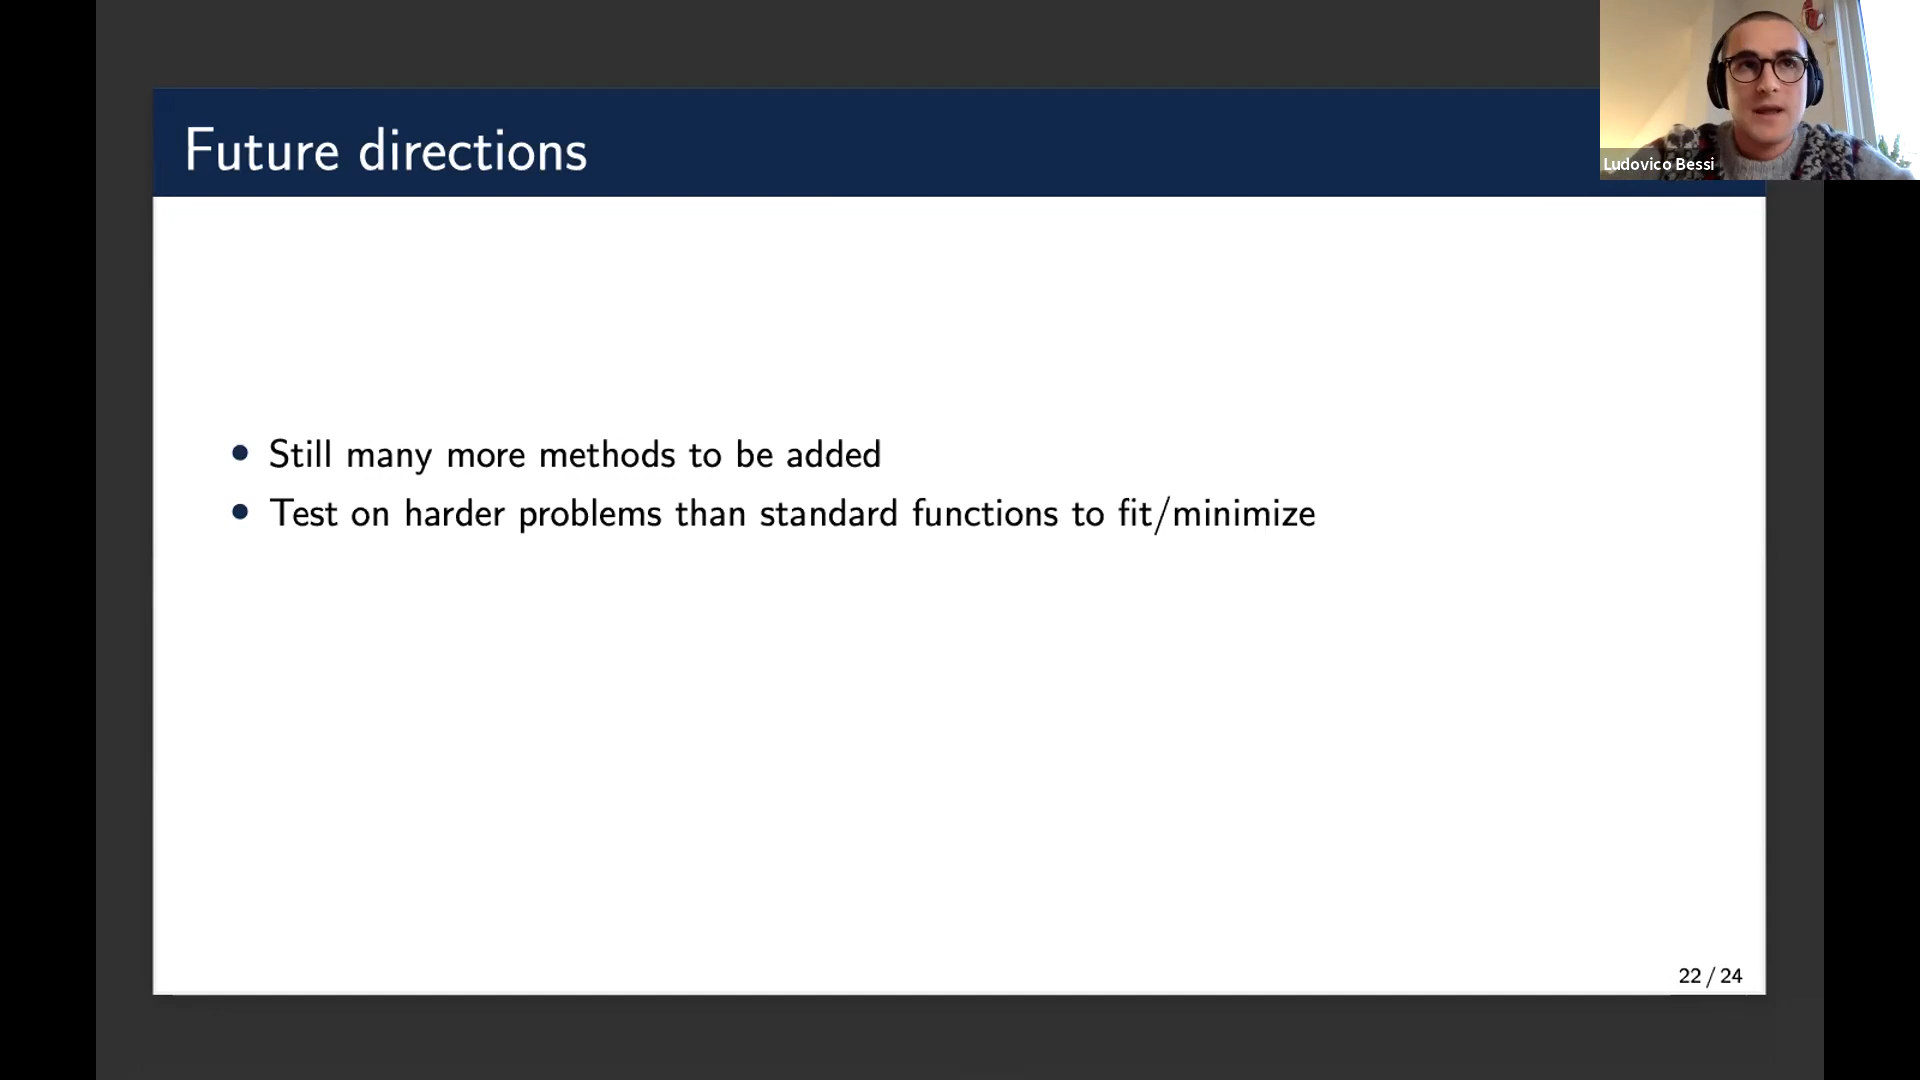 Future directions
Ludovico Bessi
• Still many more methods to be added
• Test on harder problems than standard functions to fit/minimize
22 / 24